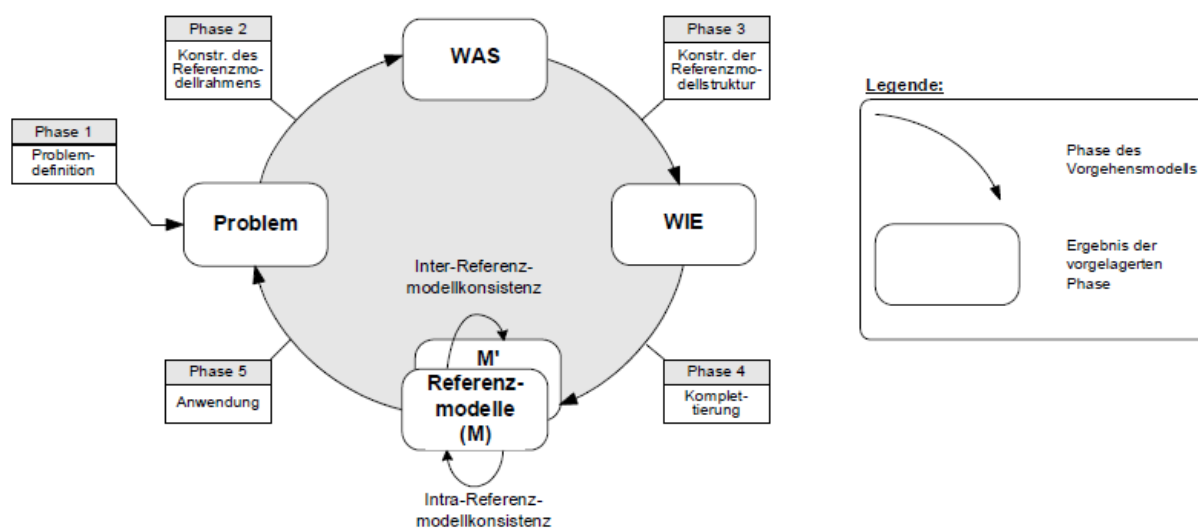 Phase 2
Konstr. des
Referenzmo-
dellrahmens
WAS
Phase 3
Konstr. der
Referenzmo-
dellstruktur
Phase 1
Problem-
definition
Problem
WIE
Inter-Referenz-
modellkonsistenz
M'
Referenz-
modelle
(M)
Phase 5
Anwendung
Phase 4
Komplet-
tierung
Intra-Referenz-
modellkonsistenz
Legende:
Phase des
Vorgehensmodells
Ergebnis der
vorgelagerten
Phase